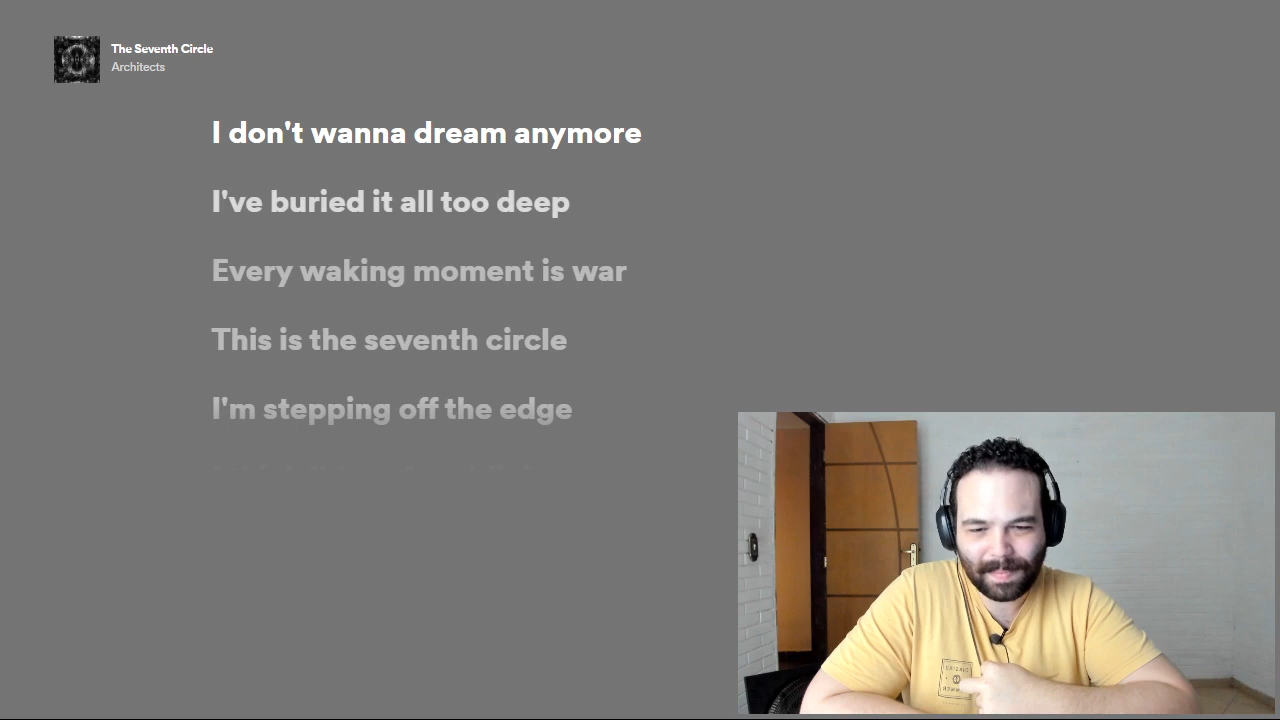 The Seventh Circle
Architects
I don't wanna dream anymore
I've buried it all too deep
Every waking moment is war
This is the seventh circle
I'm stepping off the edge